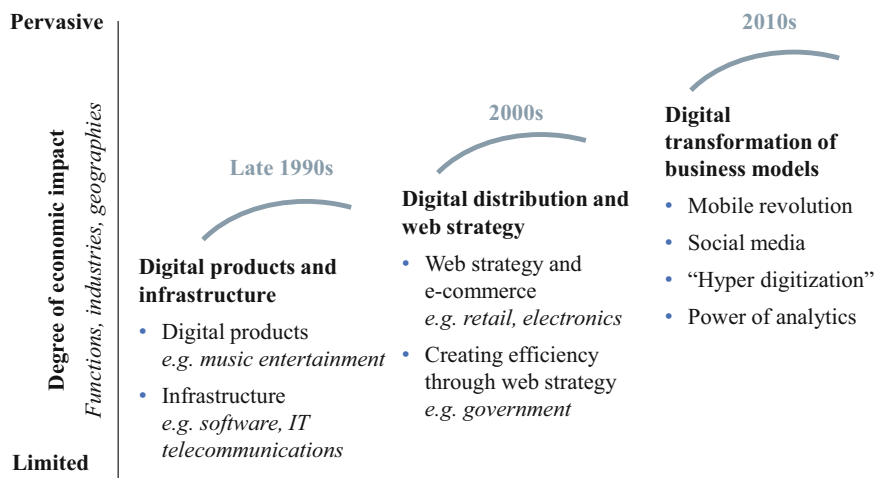 Pervasive
Degree of economic impact
Functions, industries, geographies
Limited
Late 1990s
Digital products and
infrastructure
• Digital products
e.g. music entertainment
• Infrastructure
e.g. software, IT
telecommunications
2000s
Digital distribution and
web strategy
• Web strategy and
e-commerce
e.g. retail, electronics
• Creating efficiency
through web strategy
e.g. government
2010s
Digital
transformation of
business models
• Mobile revolution
• Social media
• “Hyper digitization”
• Power of analytics